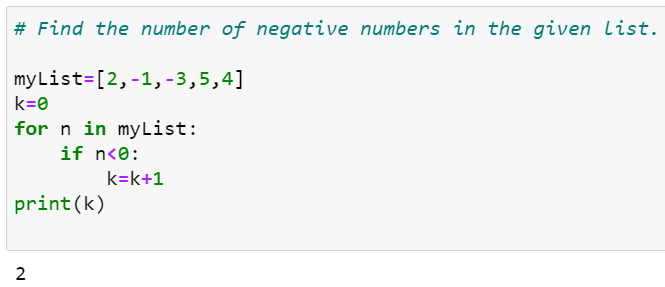 # Find the number of negative numbers in the given list.
myList=[2,-1,-3,5,4]
k=0
for n in myList:
    if n<0:
        k=k+1
print(k)
2